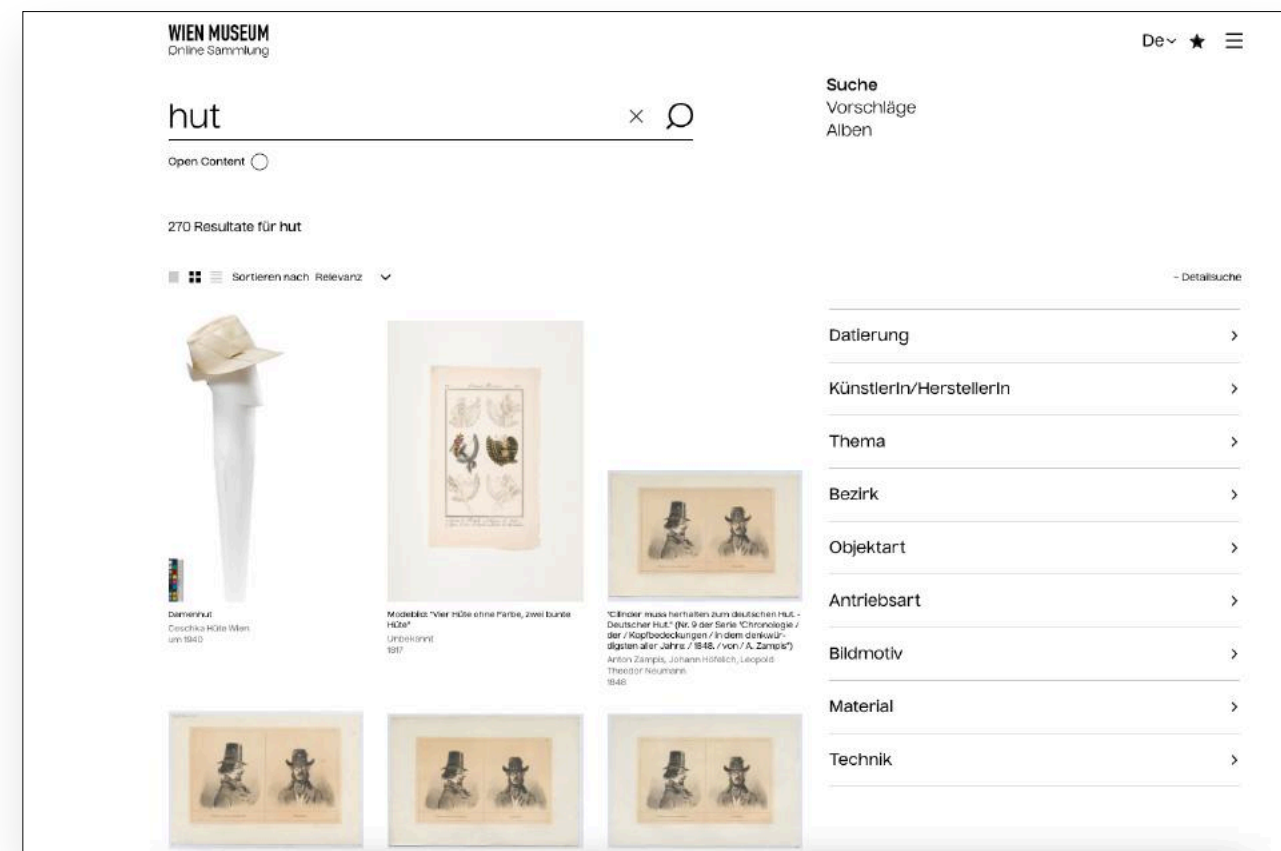 WIEN MUSEUM
Online Sammlung
De
hut
Open Content
Suche
Vorschläge
Alben
270 Resultate für hut
Sortieren nach Relevanz
- Detailsuche
Damenhut
Ceschka Hüte Wien
um 1940
Modebild: "Vier Hüte ohne Farbe, zwei bunte
Hüte"
Unbekannt
1817
"Cilinder muss herhalten zum deutschen Hut. -
Deutscher Hut." (Nr. 9 der Serie "Chronologie /
der / Kopfbedeckungen / in dem denkwür-
digsten aller Jahre. / 1848. / von / A. Zampis")
Anton Zampis, Johann Höfelich, Leopold
Theodor Neumann
1848
Datierung
KünstlerIn/HerstellerIn
Thema
Bezirk
Objektart
Antriebsart
Bildmotiv
Material
Technik